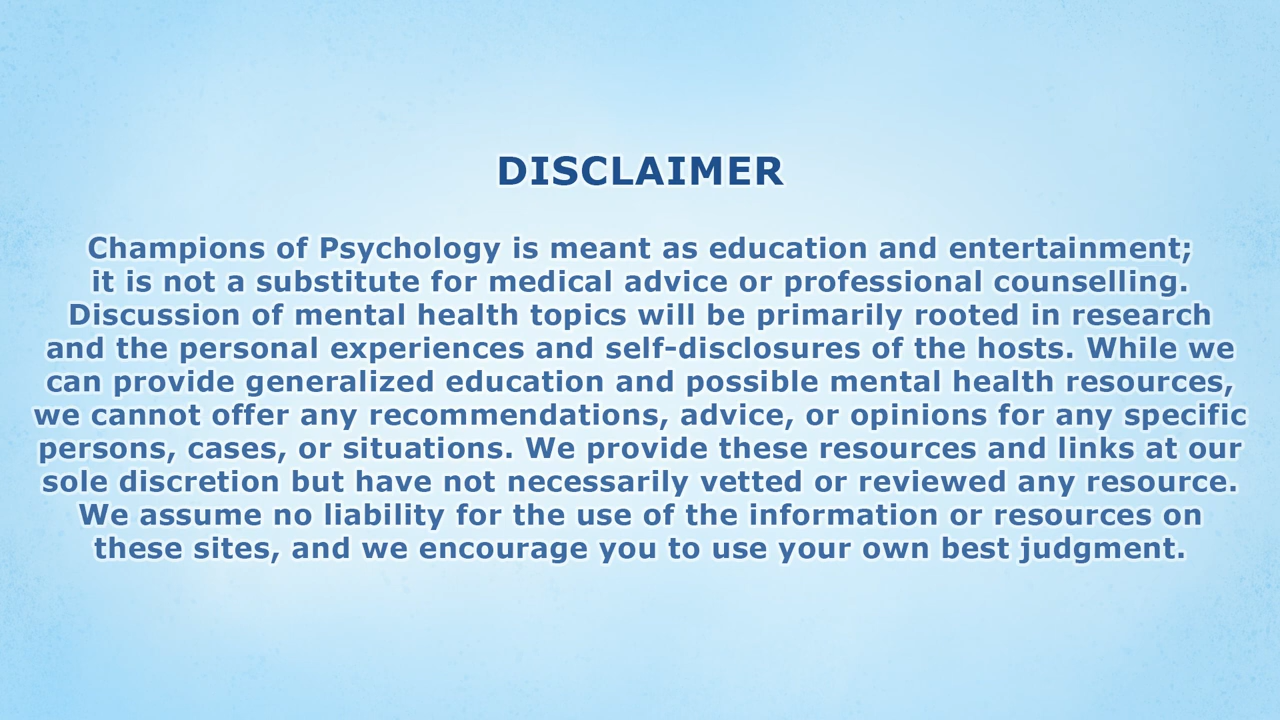 DISCLAIMER
Champions of Psychology is meant as education and entertainment;
it is not a substitute for medical advice or professional counselling.
Discussion of mental health topics will be primarily rooted in research
and the personal experiences and self-disclosures of the hosts. While we
can provide generalized education and possible mental health resources,
we cannot offer any recommendations, advice, or opinions for any specific
persons, cases, or situations. We provide these resources and links at our
sole discretion but have not necessarily vetted or reviewed any resource.
We assume no liability for the use of the information or resources on
these sites, and we encourage you to use your own best judgment.